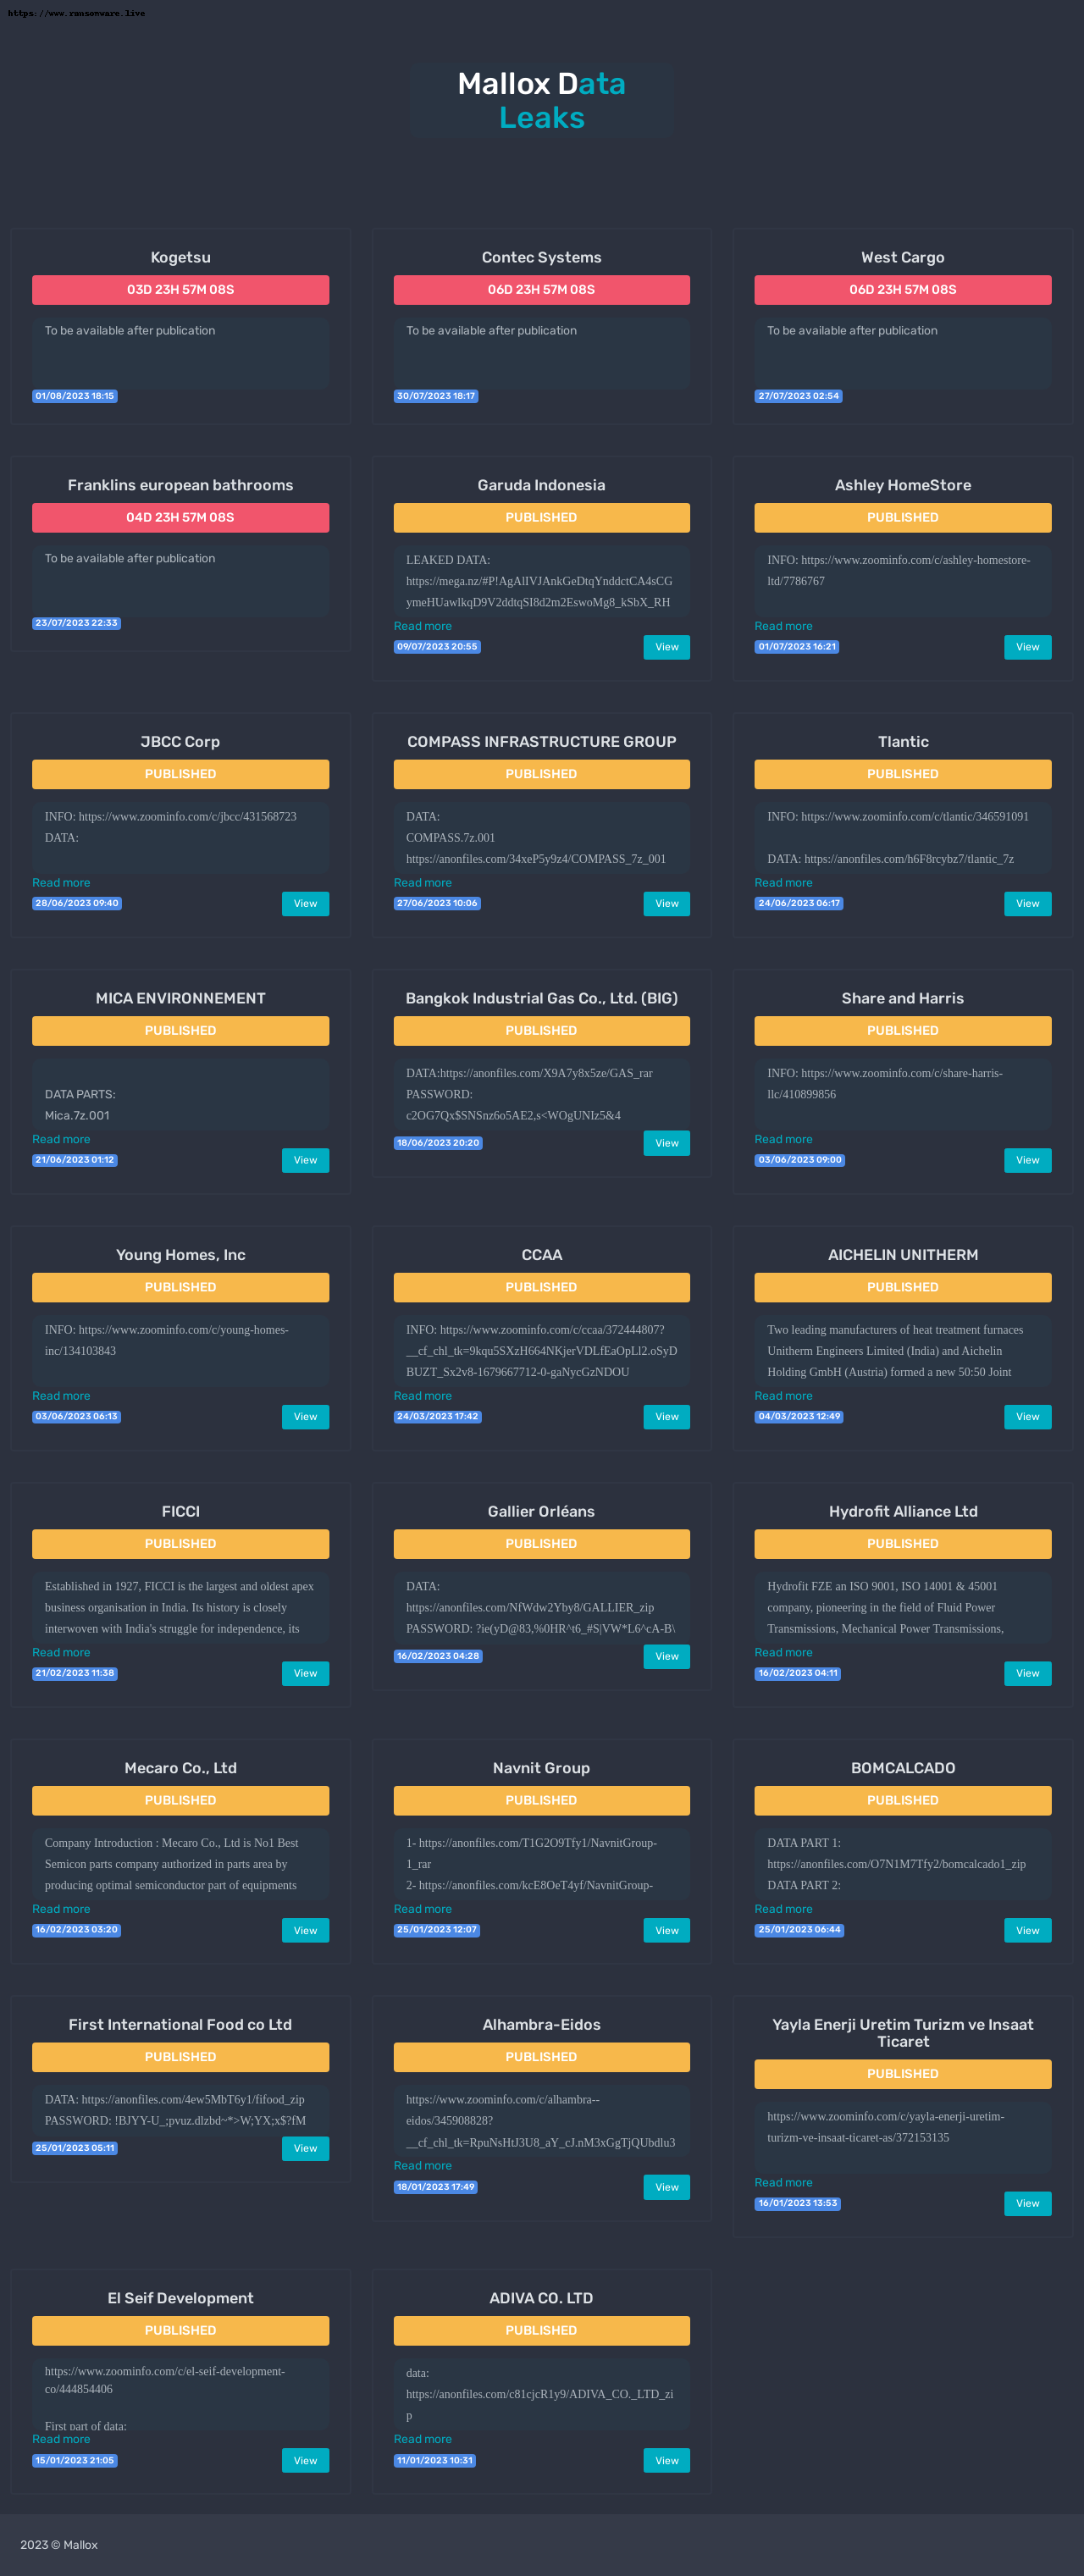 https://www.ransomware.live
Mallox Data
Leaks
Kogetsu
03D 23H 57M 08S
To be available after publication
01/08/2023 18:15
Contec Systems
06D 23H 57M 08S
To be available after publication
30/07/2023 18:17
West Cargo
06D 23H 57M 08S
To be available after publication
27/07/2023 02:54
Franklins european bathrooms
04D 23H 57M 08S
To be available after publication
23/07/2023 22:33
Garuda Indonesia
PUBLISHED
LEAKED DATA:
https://mega.nz/#P!AgAlIVJAnkGeDtqYnddctCA4sCG
ymeHUawlkqD9V2ddtqSI8d2m2EswoMg8_kSbX_RH
Read more
09/07/2023 20:55
View
Ashley HomeStore
PUBLISHED
INFO: https://www.zoominfo.com/c/ashley-homestore-
ltd/7786767
Read more
01/07/2023 16:21
View
JBCC Corp
PUBLISHED
INFO: https://www.zoominfo.com/c/jbcc/431568723
DATA:
Read more
28/06/2023 09:40
View
COMPASS INFRASTRUCTURE GROUP
PUBLISHED
DATA:
COMPASS.7z.001
https://anonfiles.com/34xeP5y9z4/COMPASS_7z_001
Read more
27/06/2023 10:06
View
Tlantic
PUBLISHED
INFO: https://www.zoominfo.com/c/tlantic/346591091
DATA: https://anonfiles.com/h6F8rcybz7/tlantic_7z
Read more
24/06/2023 06:17
View
MICA ENVIRONNEMENT
PUBLISHED
DATA PARTS:
Mica.7z.001
Read more
21/06/2023 01:12
View
Bangkok Industrial Gas Co., Ltd. (BIG)
PUBLISHED
DATA:https://anonfiles.com/X9A7y8x5ze/GAS_rar
PASSWORD:
c2OG7Qx$SNSnz6o5AE2,s<WOgUNIz5&4
18/06/2023 20:20
View
Share and Harris
PUBLISHED
INFO: https://www.zoominfo.com/c/share-harris-
llc/410899856
Read more
03/06/2023 09:00
View
Young Homes, Inc
PUBLISHED
INFO: https://www.zoominfo.com/c/young-homes-
inc/134103843
Read more
03/06/2023 06:13
View
CCAA
PUBLISHED
INFO: https://www.zoominfo.com/c/ccaa/372444807?
__cf_chl_tk=9kqu5SXzH664NKjerVDLfEaOpLl2.oSyD
BUZT_Sx2v8-1679667712-0-gaNycGzNDOU
Read more
24/03/2023 17:42
View
AICHELIN UNITHERM
PUBLISHED
Two leading manufacturers of heat treatment furnaces
Unitherm Engineers Limited (India) and Aichelin
Holding GmbH (Austria) formed a new 50:50 Joint
Read more
04/03/2023 12:49
View
FICCI
PUBLISHED
Established in 1927, FICCI is the largest and oldest apex
business organisation in India. Its history is closely
interwoven with India's struggle for independence, its
Read more
21/02/2023 11:38
View
Gallier Orléans
PUBLISHED
DATA:
https://anonfiles.com/NfWdw2Yby8/GALLIER_zip
PASSWORD: ?ie(yD@83,%0HR^t6_#S|VW*L6^cA-B\
16/02/2023 04:28
View
Hydrofit Alliance Ltd
PUBLISHED
Hydrofit FZE an ISO 9001, ISO 14001 & 45001
company, pioneering in the field of Fluid Power
Transmissions, Mechanical Power Transmissions,
Read more
16/02/2023 04:11
View
Mecaro Co., Ltd
PUBLISHED
Company Introduction : Mecaro Co., Ltd is No1 Best
Semicon parts company authorized in parts area by
producing optimal semiconductor part of equipments
Read more
16/02/2023 03:20
View
Navnit Group
PUBLISHED
1- https://anonfiles.com/T1G2O9Tfy1/NavnitGroup-
1_rar
2- https://anonfiles.com/kcE8OeT4yf/NavnitGroup-
Read more
25/01/2023 12:07
View
BOMCALCADO
PUBLISHED
DATA PART 1:
https://anonfiles.com/O7N1M7Tfy2/bomcalcado1_zip
DATA PART 2:
Read more
25/01/2023 06:44
View
First International Food co Ltd
PUBLISHED
DATA: https://anonfiles.com/4ew5MbT6y1/fifood_zip
PASSWORD: !BJYY-U_;pvuz.dlzbd~*>W;YX;x$?fM
25/01/2023 05:11
View
Alhambra-Eidos
PUBLISHED
https://www.zoominfo.com/c/alhambra--
eidos/345908828?
__cf_chl_tk=RpuNsHtJ3U8_aY_cJ.nM3xGgTjQUbdlu3
Read more
18/01/2023 17:49
View
Yayla Enerji Uretim Turizm ve Insaat
Ticaret
PUBLISHED
https://www.zoominfo.com/c/yayla-enerji-uretim-
turizm-ve-insaat-ticaret-as/372153135
Read more
16/01/2023 13:53
View
El Seif Development
PUBLISHED
https://www.zoominfo.com/c/el-seif-development-
co/444854406
First part of data:
Read more
15/01/2023 21:05
View
ADIVA CO. LTD
PUBLISHED
data:
https://anonfiles.com/c81cjcR1y9/ADIVA_CO._LTD_zi
p
Read more
11/01/2023 10:31
View
2023 © Mallox